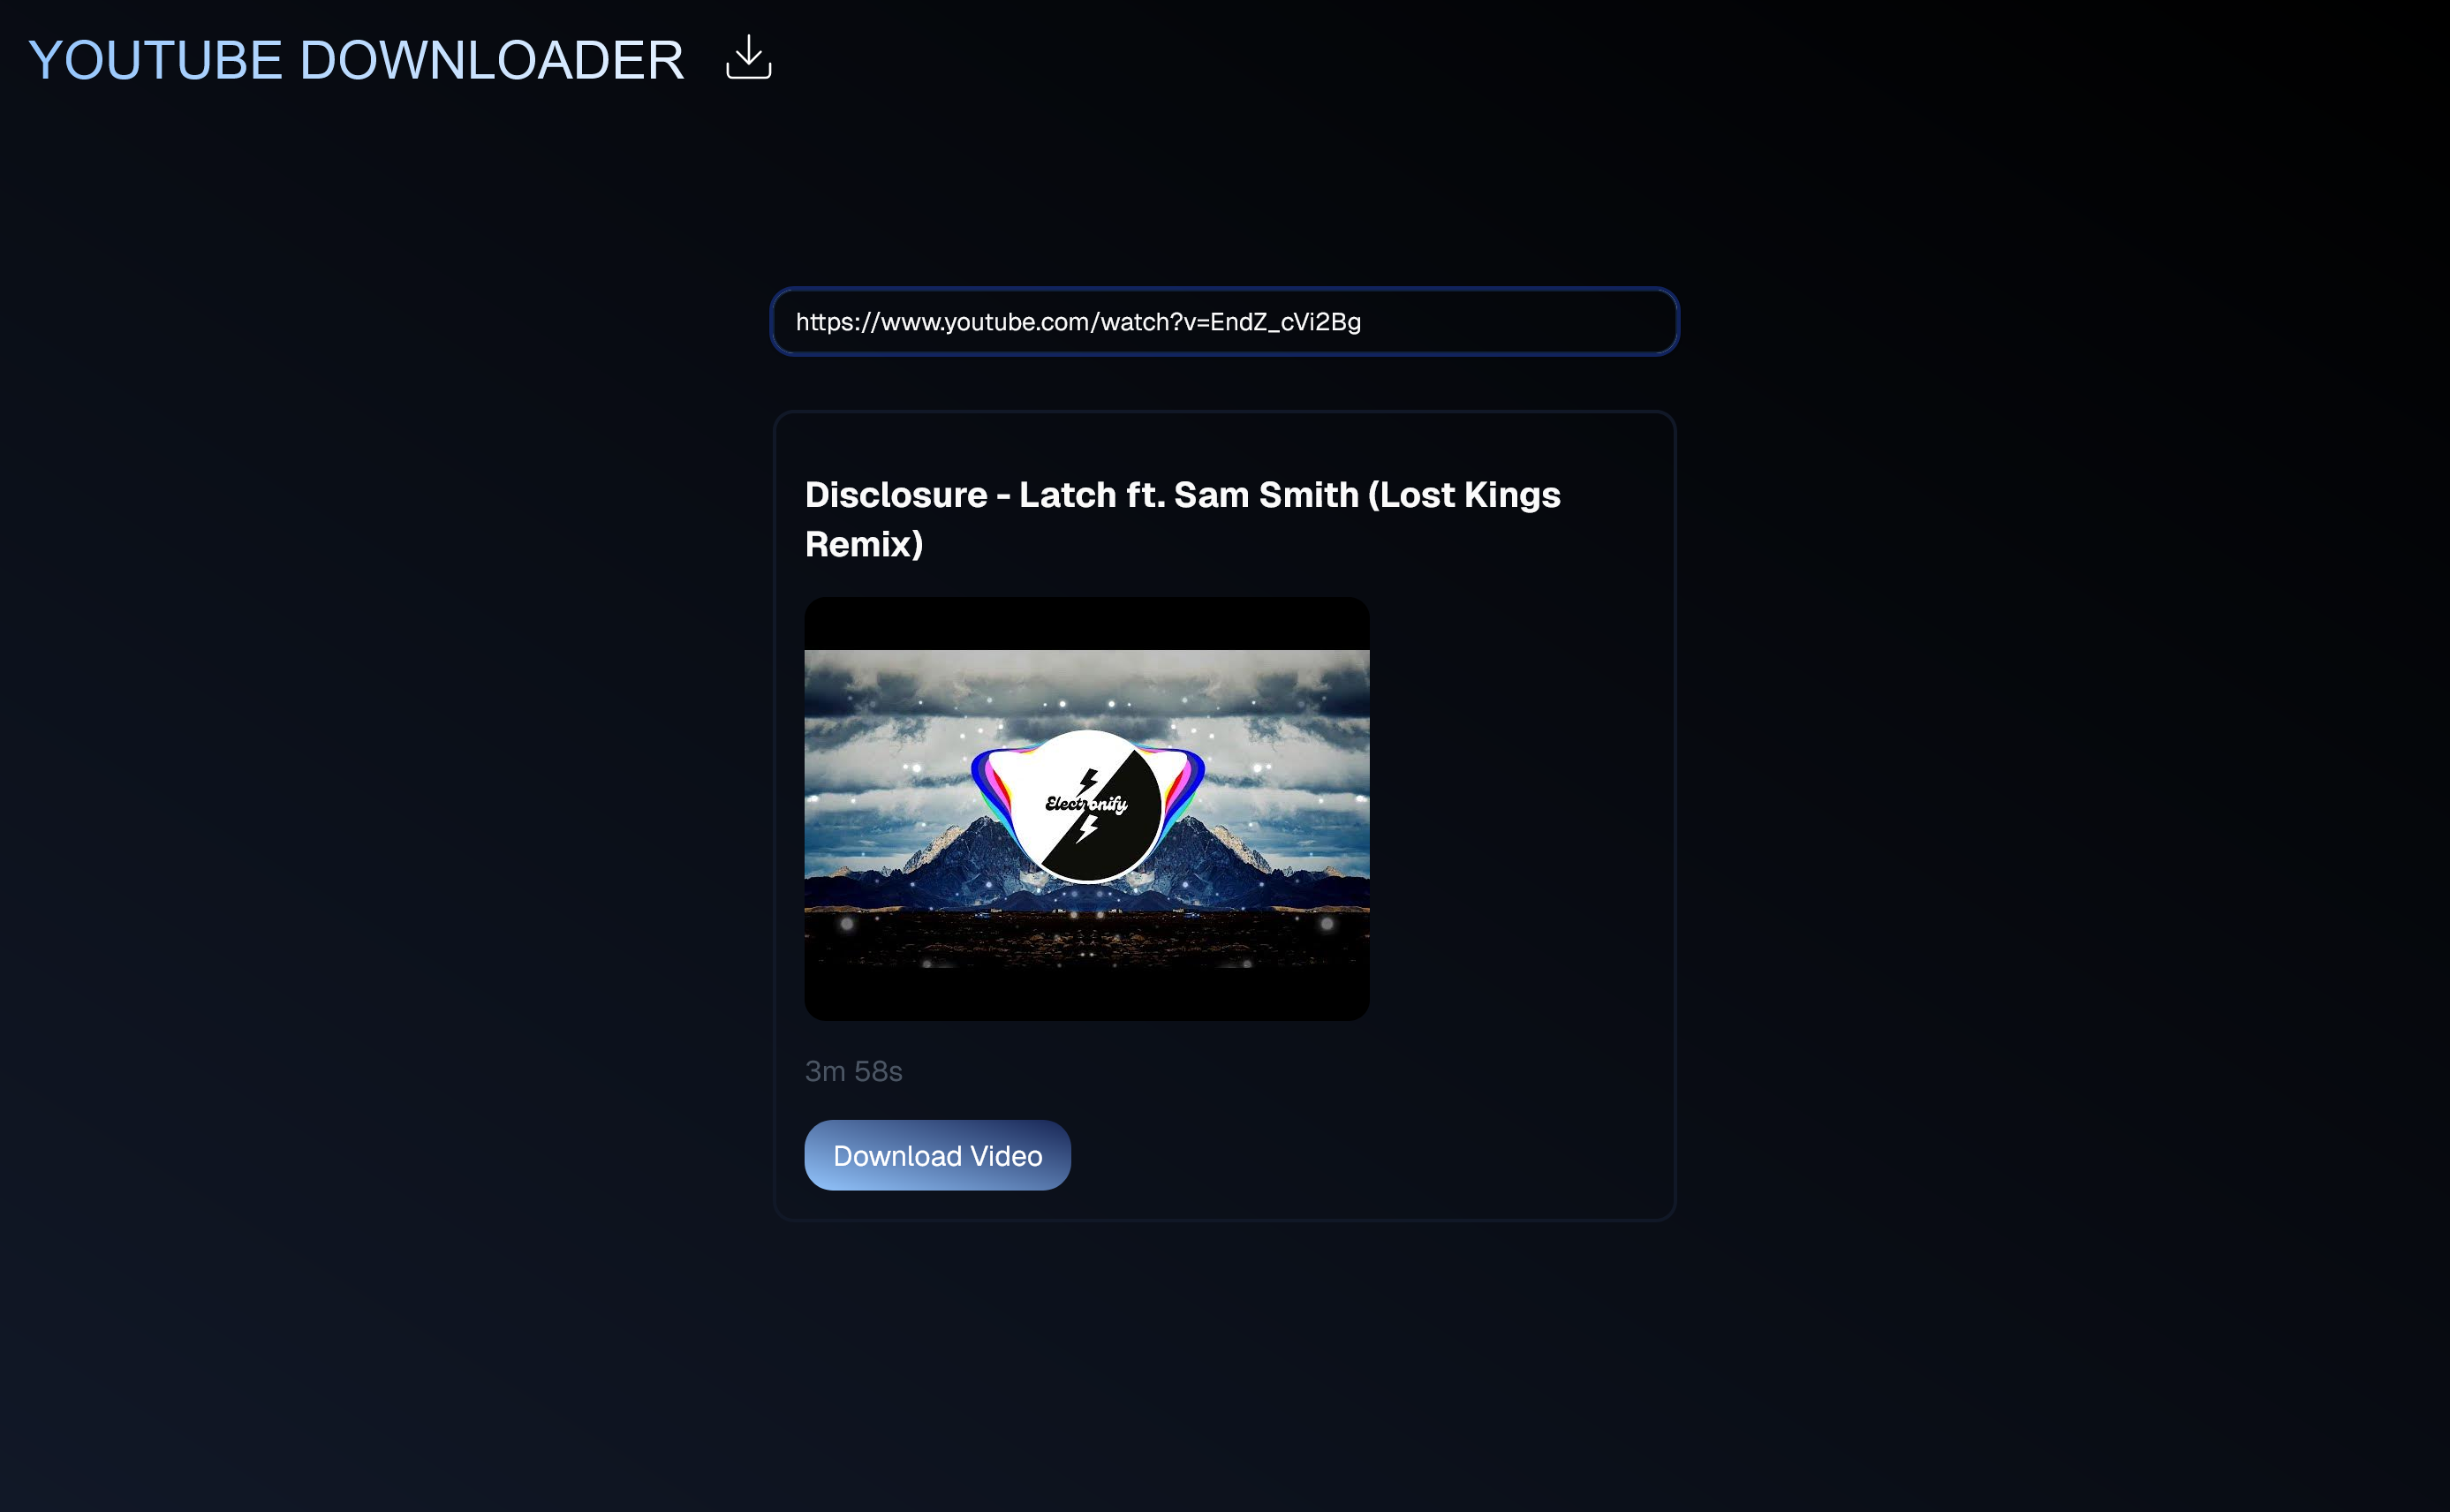 YOUTUBE DOWNLOADER
https://www.youtube.com/watch?v=EndZ_cVi2Bg
Disclosure - Latch ft. Sam Smith (Lost Kings
Remix)
Electronify
3m 58s
Download Video